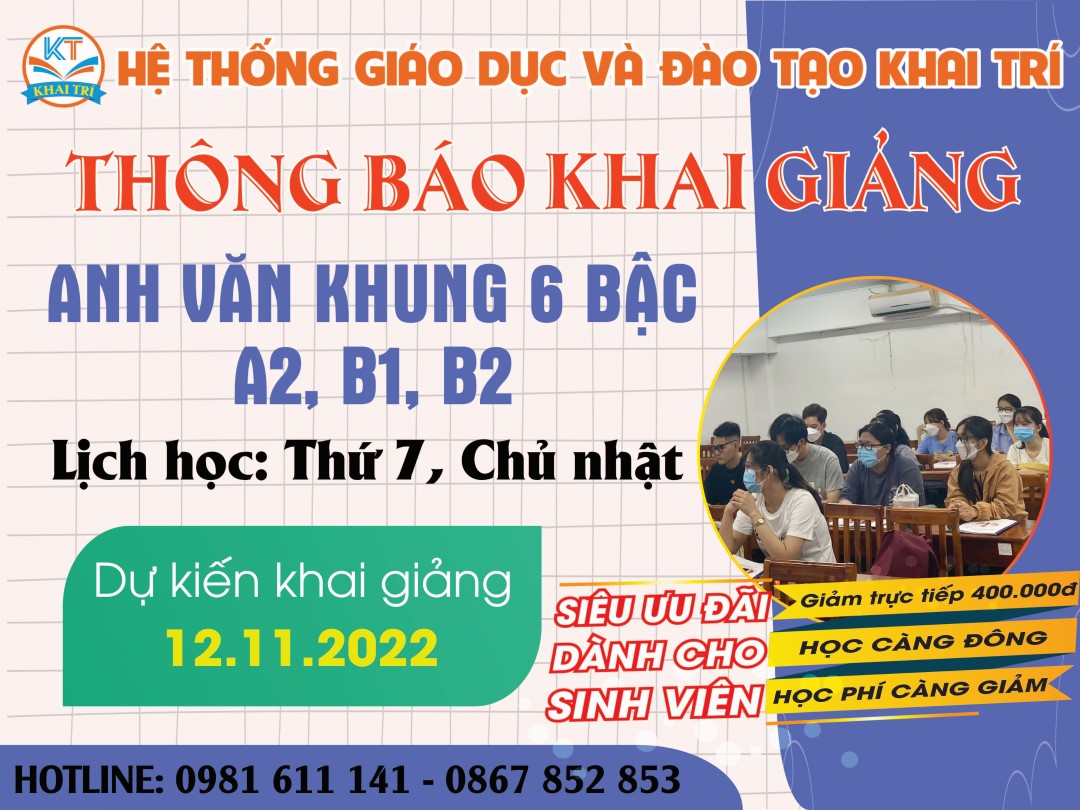 KT
KHAI TRÍ
HỆ THỐNG GIÁO DỤC VÀ ĐÀO TẠO KHAI TRÍ
THÔNG BÁO KHAI GIẢNG
ANH VĂN KHUNG 6 BẬC
A2, B1, B2
Lịch học: Thứ 7, Chủ nhật
Dự kiến khai giảng
12.11.2022
SIÊU ƯU ĐÃI
DÀNH CHO
SINH VIÊN
Giảm trực tiếp 400.000đ
HỌC CÀNG ĐÔNG
HỌC PHÍ CÀNG GIẢM
HOTLINE: 0981 611 141 - 0867 852 853